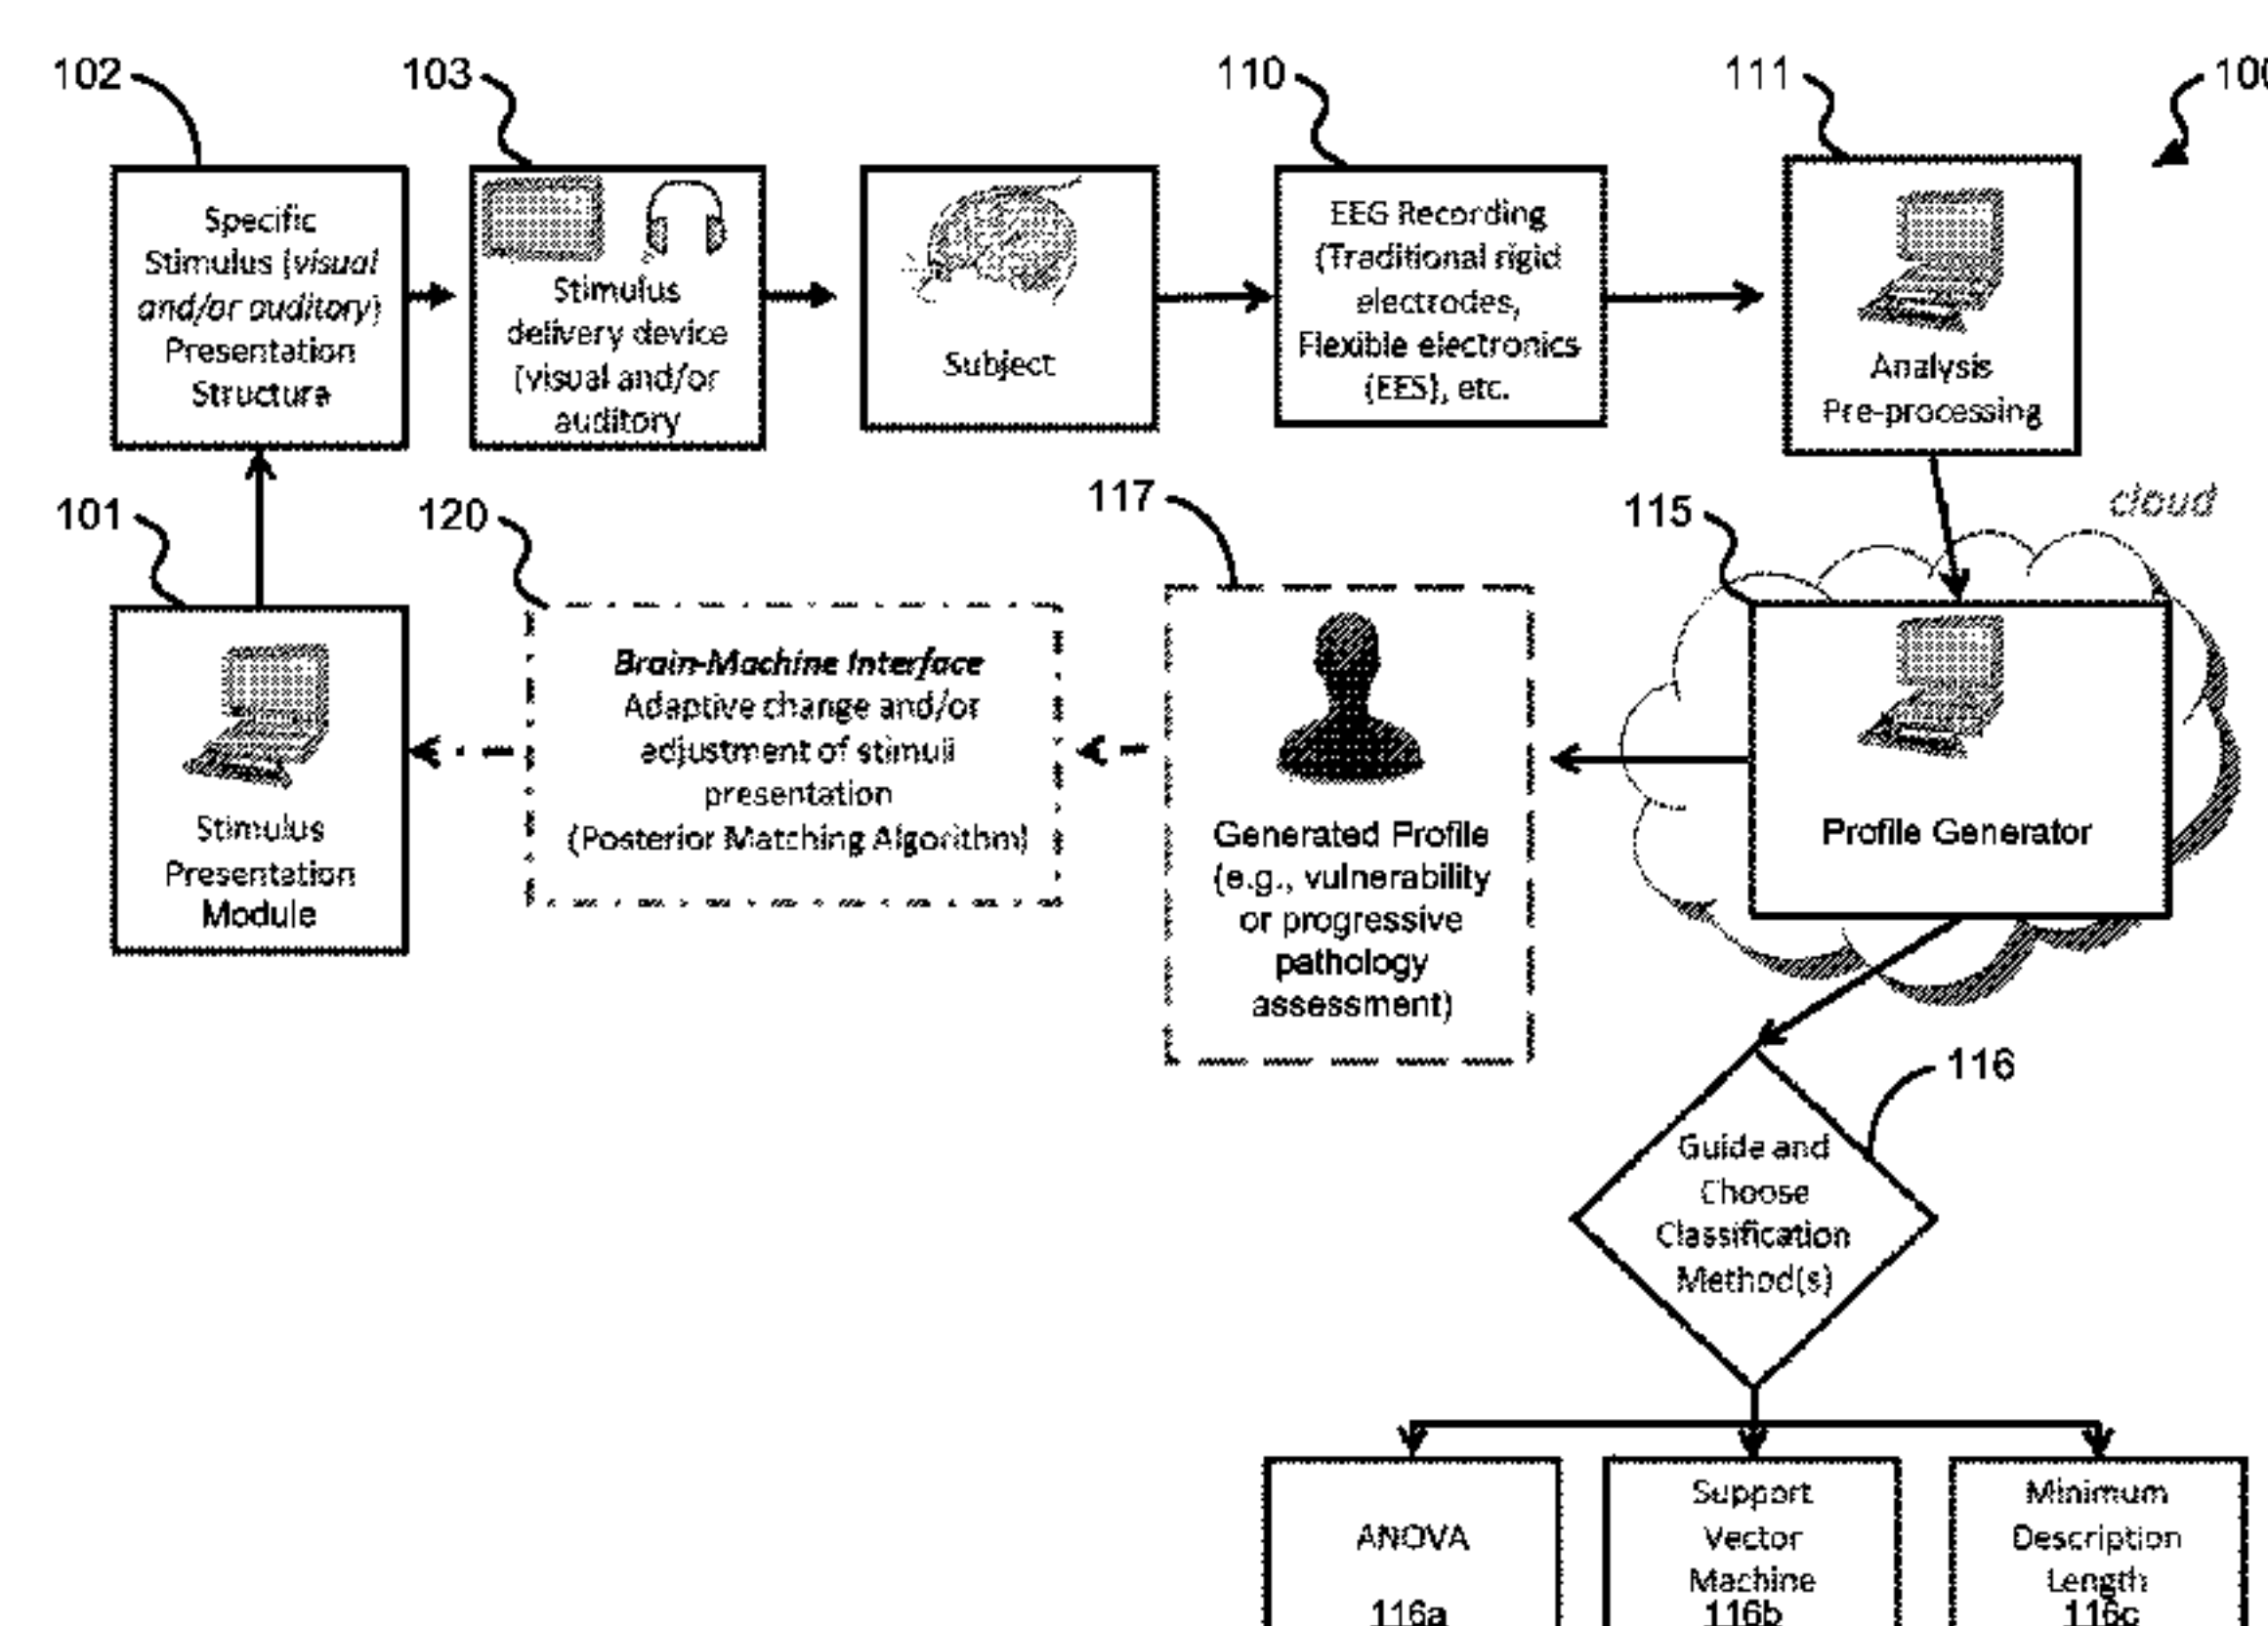 102
103
110
111
100
Specific
Stimulus (visual
and/or auditory)
Presentation
Structura
Stimulus
delivery device
(visual and/or
auditory
Subject
EEG Recording
(Traditional rigid
electrodes,
Flexible electronics
(EES), etc.
Analysis
Pre-processing
101
120
117
115
cloud
Stimulus
Presentation
Module
Brain-Machine Interface
Adaptive change and/or
adjustment of stimuli
presentation
(Posterior Matching Algorithm)
Generated Profile
(e.g., vulnerability
or progressive
pathology
assessment)
Profile Generator
116
Guide and
Choose
Classification
Method(s)
ANOVA
116a
Support
Vector
Machine
116b
Minimum
Description
Length
116c